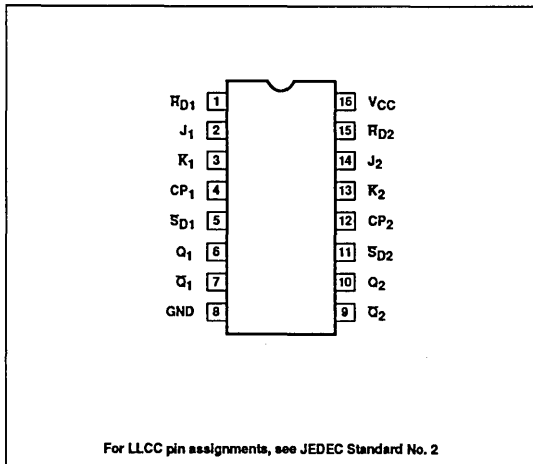 R̅D1 1 16 VCC
J1 2 15 R̅D2
K̅1 3 14 J2
CP1 4 13 K̅2
S̅D1 5 12 CP2
Q1 6 11 S̅D2
Q̅1 7 10 Q2
GND 8 9 Q̅2
For LLCC pin assignments, see JEDEC Standard No. 2